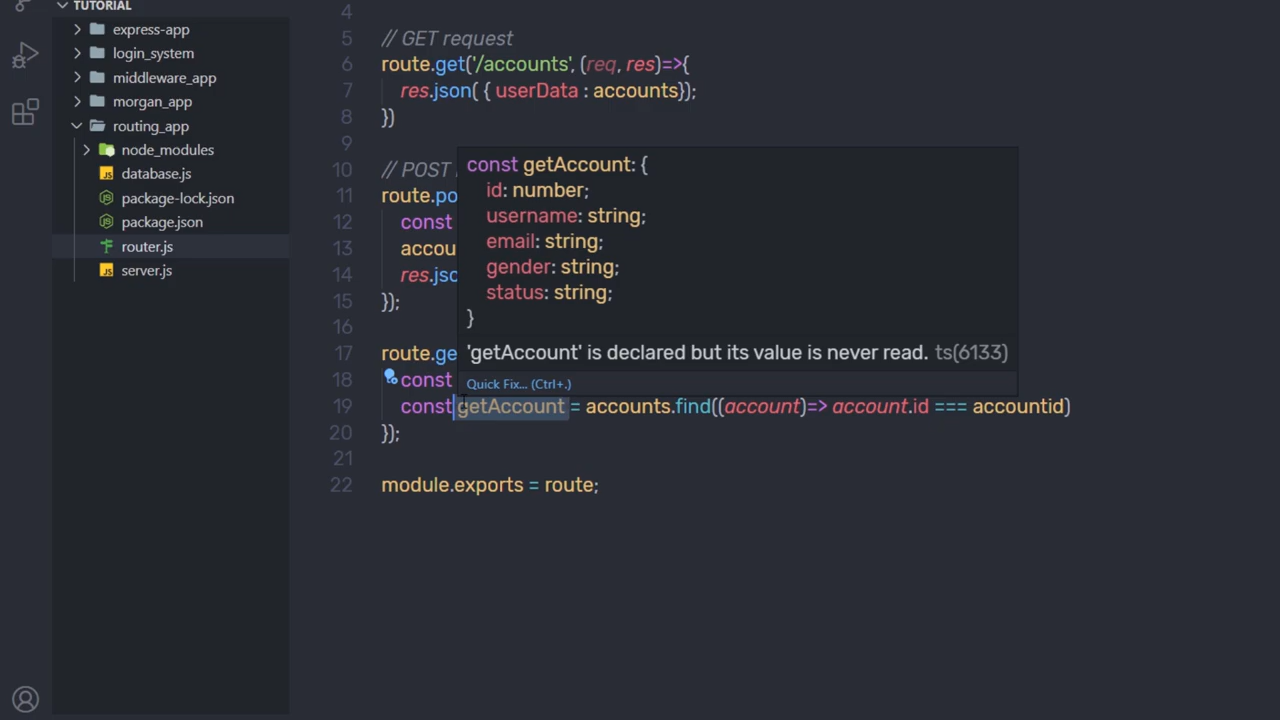 TUTORIAL
express-app
login_system
middleware_app
morgan_app
routing_app
node_modules
database.js
package-lock.json
package.json
router.js
server.js
4
5 // GET request
6 route.get('/accounts', (req, res)=>{
7 res.json( { userData : accounts});
8 })
9
10 // POST
11 route.po
12 const
13 accou
14 res.jso
15 });
16
17 route.ge
18 const
19 const getAccount = accounts.find((account)=> account.id === accountid)
20 });
21
22 module.exports = route;
const getAccount: {
id: number;
username: string;
email: string;
gender: string;
status: string;
}
'getAccount' is declared but its value is never read. ts(6133)
Quick Fix... (Ctrl+.)